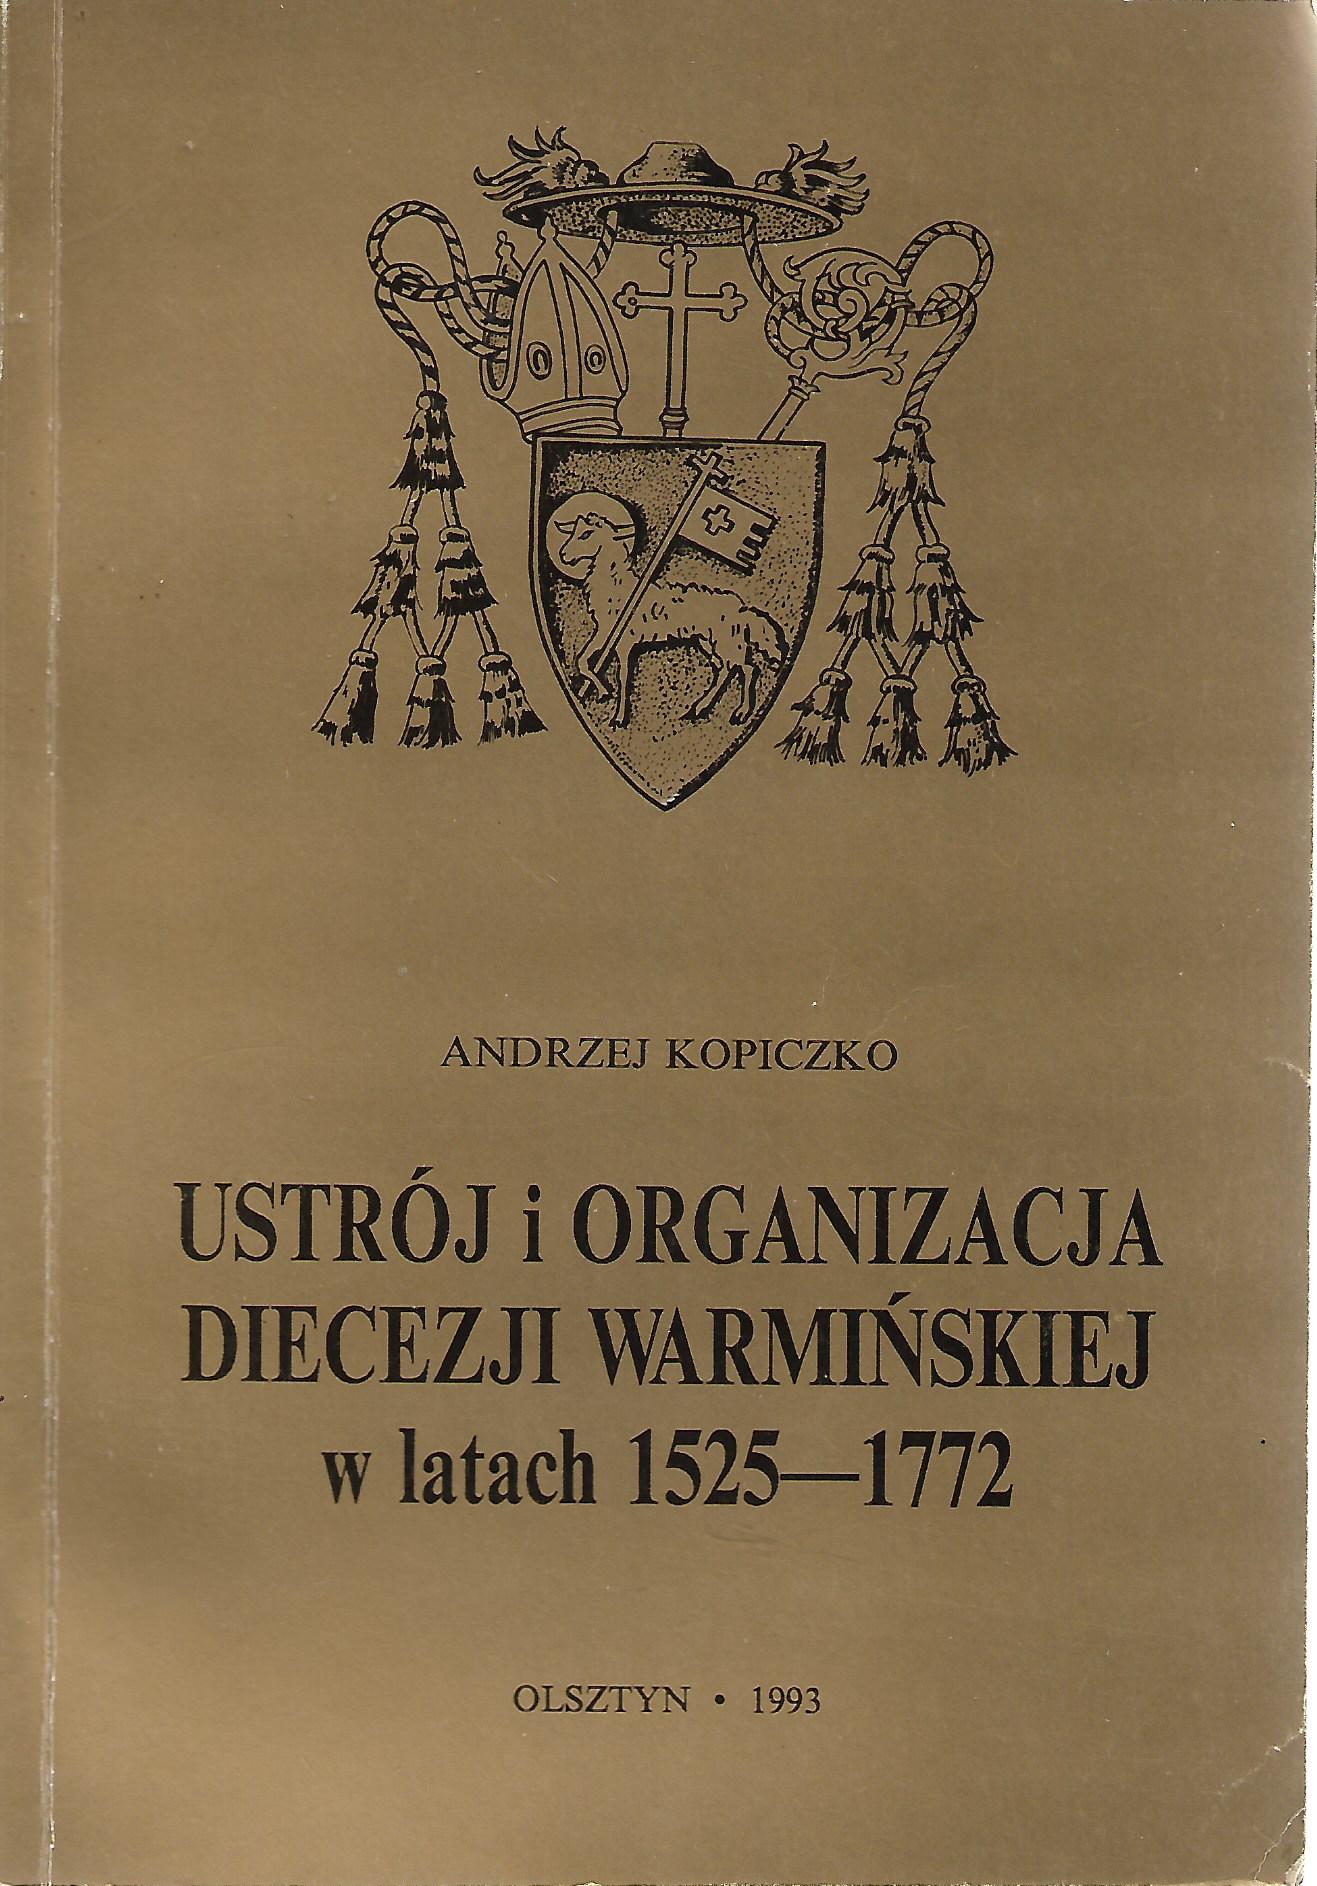 ANDRZEJ KOPICZKO
USTRÓJ i ORGANIZACJA
DIECEZJI WARMIŃSKIEJ
w latach 1525—1772
OLSZTYN • 1993